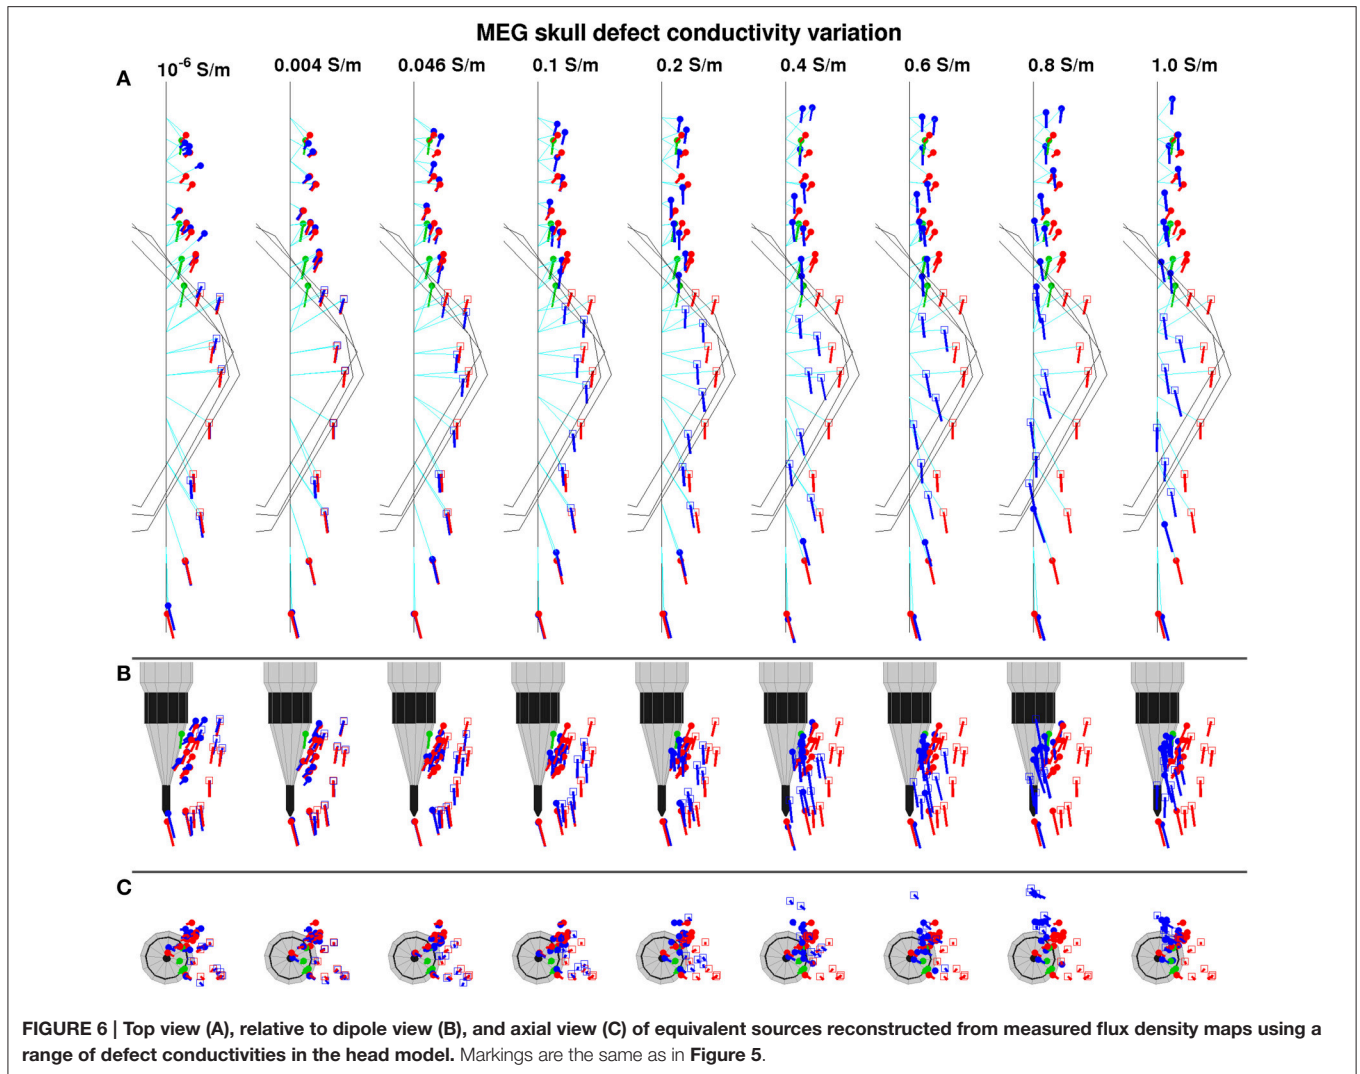 MEG skull defect conductivity variation
A 10⁻⁶ S/m 0.004 S/m 0.046 S/m 0.1 S/m 0.2 S/m 0.4 S/m 0.6 S/m 0.8 S/m 1.0 S/m
B
C
FIGURE 6 | Top view (A), relative to dipole view (B), and axial view (C) of equivalent sources reconstructed from measured flux density maps using a
range of defect conductivities in the head model. Markings are the same as in Figure 5.